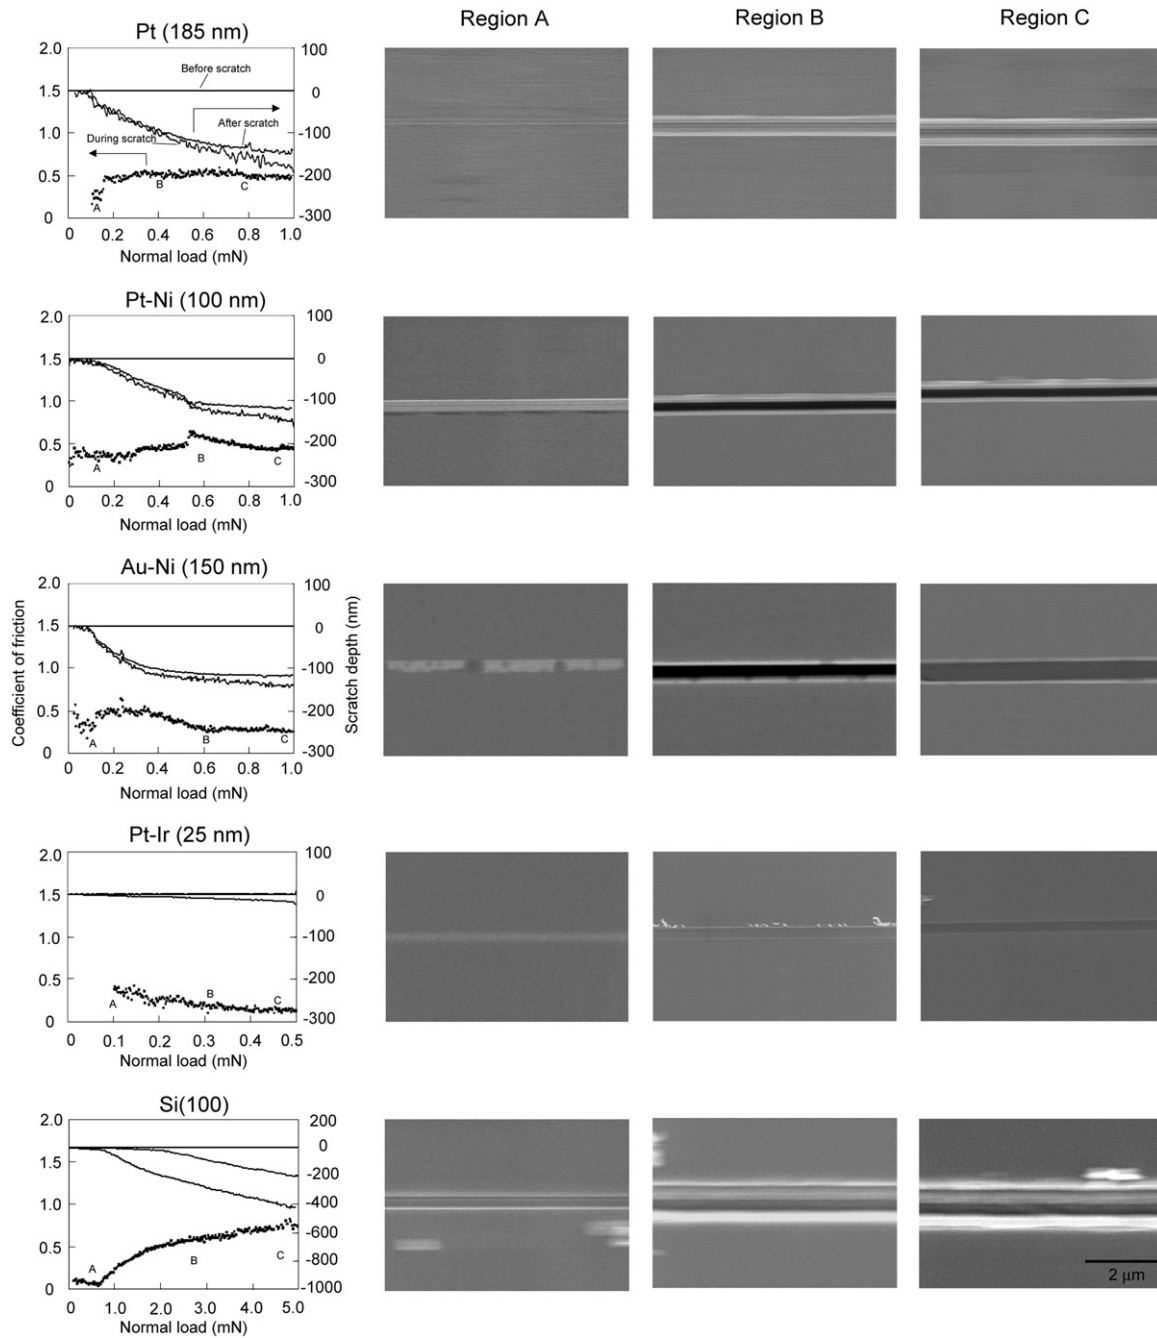 Region A
Region B
Region C
Pt (185 nm)
2.0
1.5
1.0
0.5
0
100
0
-100
-200
-300
Before scratch
After scratch
During scratch
A
B
C
0 0.2 0.4 0.6 0.8 1.0
Normal load (mN)
Pt-Ni (100 nm)
2.0
1.5
1.0
0.5
0
100
0
-100
-200
-300
A
B
C
0 0.2 0.4 0.6 0.8 1.0
Normal load (mN)
Au-Ni (150 nm)
Coefficient of friction
2.0
1.5
1.0
0.5
0
100
0
-100
-200
-300
Scratch depth (nm)
A
B
C
0 0.2 0.4 0.6 0.8 1.0
Normal load (mN)
Pt-Ir (25 nm)
2.0
1.5
1.0
0.5
0
100
0
-100
-200
-300
A
B
C
0 0.1 0.2 0.3 0.4 0.5
Normal load (mN)
Si(100)
2.0
1.5
1.0
0.5
0
200
0
-200
-400
-600
-800
-1000
A
B
C
0 1.0 2.0 3.0 4.0 5.0
Normal load (mN)
2 μm